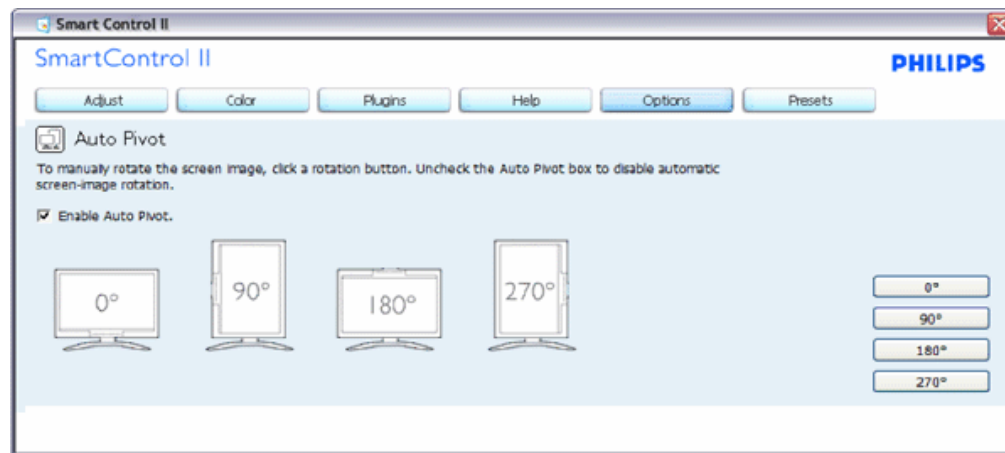 Smart Control II
SmartControl II
PHILIPS
Adjust Color Plugins Help Options Presets
Auto Pivot
To manually rotate the screen image, click a rotation button. Uncheck the Auto Pivot box to disable automatic
screen-image rotation.
Enable Auto Pivot.
0° 90° 180° 270°
0°
90°
180°
270°